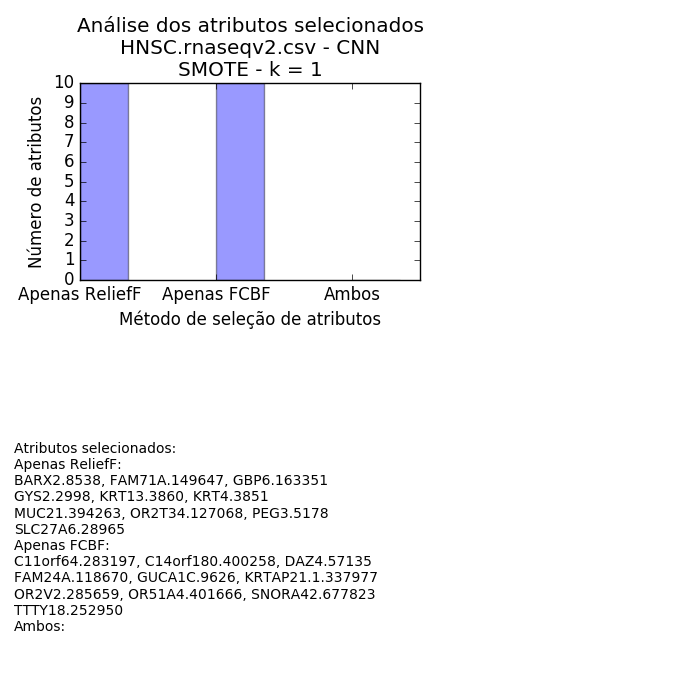 Análise dos atributos selecionados
HNSC.rnaseqv2.csv - CNN
SMOTE - k = 1
10
9
8
7
6
5
4
3
2
1
0
Número de atributos
Apenas ReliefF
Apenas FCBF
Ambos
Método de seleção de atributos
Atributos selecionados:
Apenas ReliefF:
BARX2.8538, FAM71A.149647, GBP6.163351
GYS2.2998, KRT13.3860, KRT4.3851
MUC21.394263, OR2T34.127068, PEG3.5178
SLC27A6.28965
Apenas FCBF:
C11orf64.283197, C14orf180.400258, DAZ4.57135
FAM24A.118670, GUCA1C.9626, KRTAP21.1.337977
OR2V2.285659, OR51A4.401666, SNORA42.677823
TTTY18.252950
Ambos: